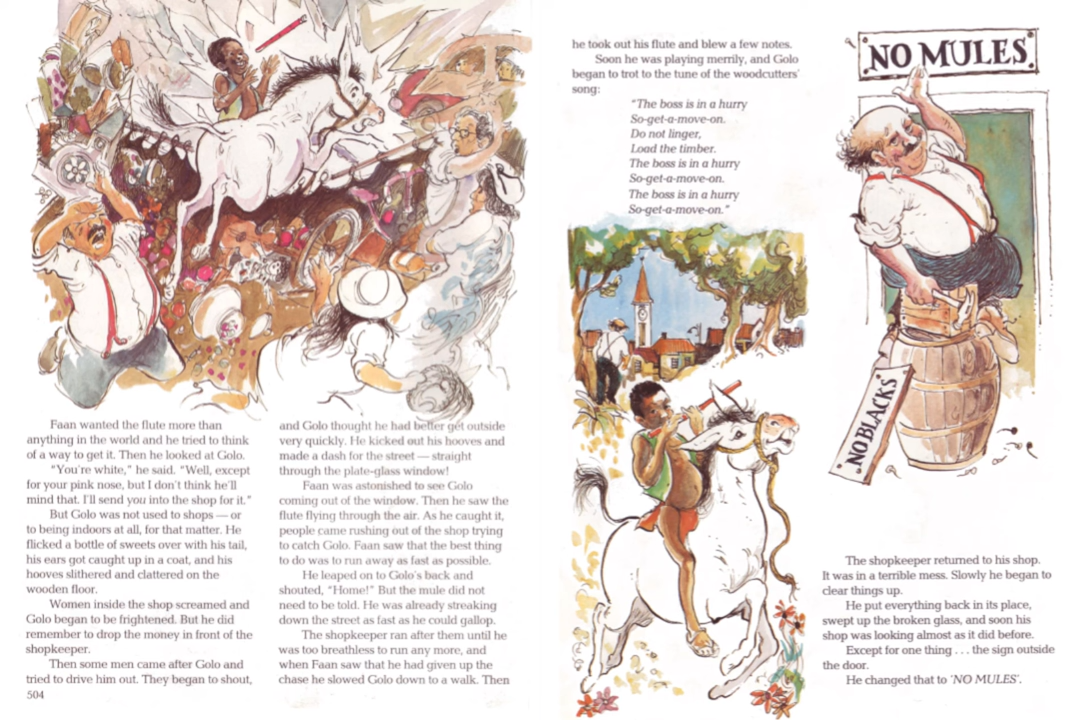 Faan wanted the flute more than
anything in the world and he tried to think
of a way to get it. Then he looked at Golo.
"You're white," he said. "Well, except
for your pink nose, but I don't think he'll
mind that. I'll send you into the shop for it."
But Golo was not used to shops — or
to being indoors at all, for that matter. He
flicked a bottle of sweets over with his tail,
his ears got caught up in a coat, and his
hooves slithered and clattered on the
wooden floor.
Women inside the shop screamed and
Golo began to be frightened. But he did
remember to drop the money in front of the
shopkeeper.
Then some men came after Golo and
tried to drive him out. They began to shout,
504
and Golo thought he had better get outside
very quickly. He kicked out his hooves and
made a dash for the street — straight
through the plate-glass window!
Faan was astonished to see Golo
coming out of the window. Then he saw the
flute flying through the air. As he caught it,
people came rushing out of the shop trying
to catch Golo. Faan saw that the best thing
to do was to run away as fast as possible.
He leaped on to Golo's back and
shouted, "Home!" But the mule did not
need to be told. He was already streaking
down the street as fast as he could gallop.
The shopkeeper ran after them until he
was too breathless to run any more, and
when Faan saw that he had given up the
chase he slowed Golo down to a walk. Then
he took out his flute and blew a few notes.
Soon he was playing merrily, and Golo
began to trot to the tune of the woodcutters'
song:
"The boss is in a hurry
So-get-a-move-on.
Do not linger,
Load the timber.
The boss is in a hurry
So-get-a-move-on.
The boss is in a hurry
So-get-a-move-on."
NO MULES.
NO BLACKS
The shopkeeper returned to his shop.
It was in a terrible mess. Slowly he began to
clear things up.
He put everything back in its place,
swept up the broken glass, and soon his
shop was looking almost as it did before.
Except for one thing . . . the sign outside
the door.
He changed that to 'NO MULES'.